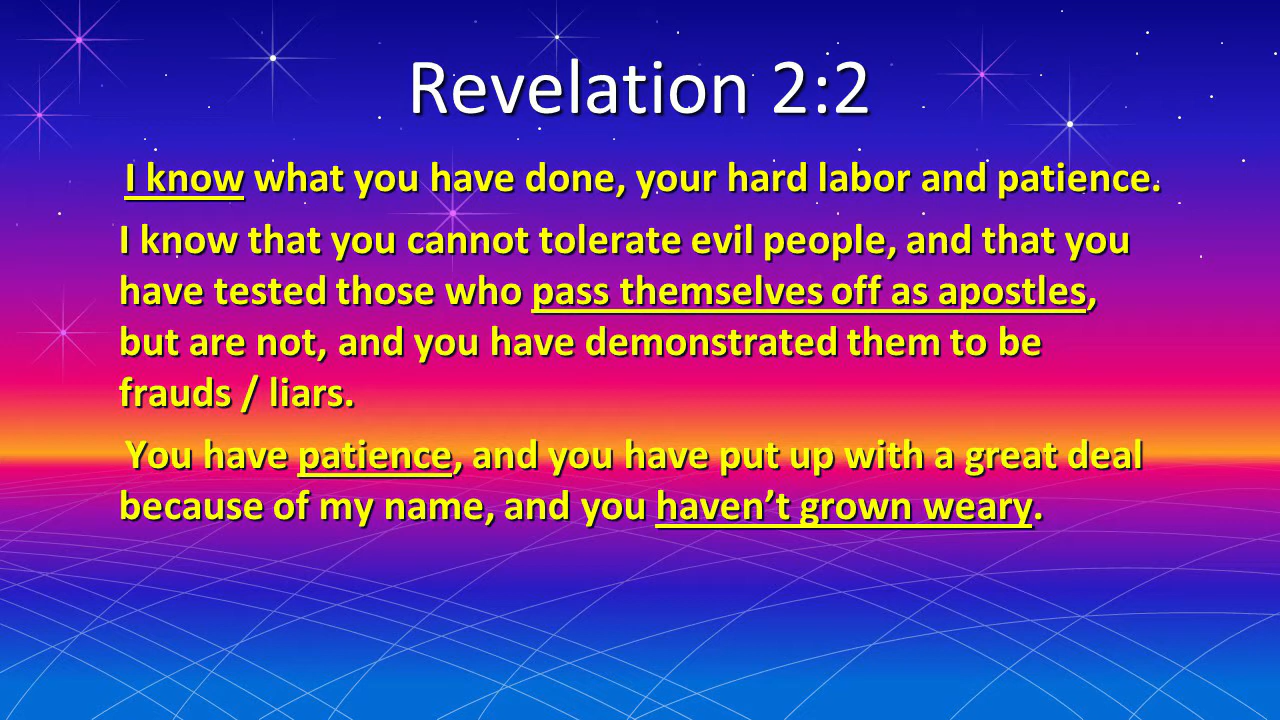 Revelation 2:2
I know what you have done, your hard labor and patience.
I know that you cannot tolerate evil people, and that you
have tested those who pass themselves off as apostles,
but are not, and you have demonstrated them to be
frauds / liars.
You have patience, and you have put up with a great deal
because of my name, and you haven’t grown weary.